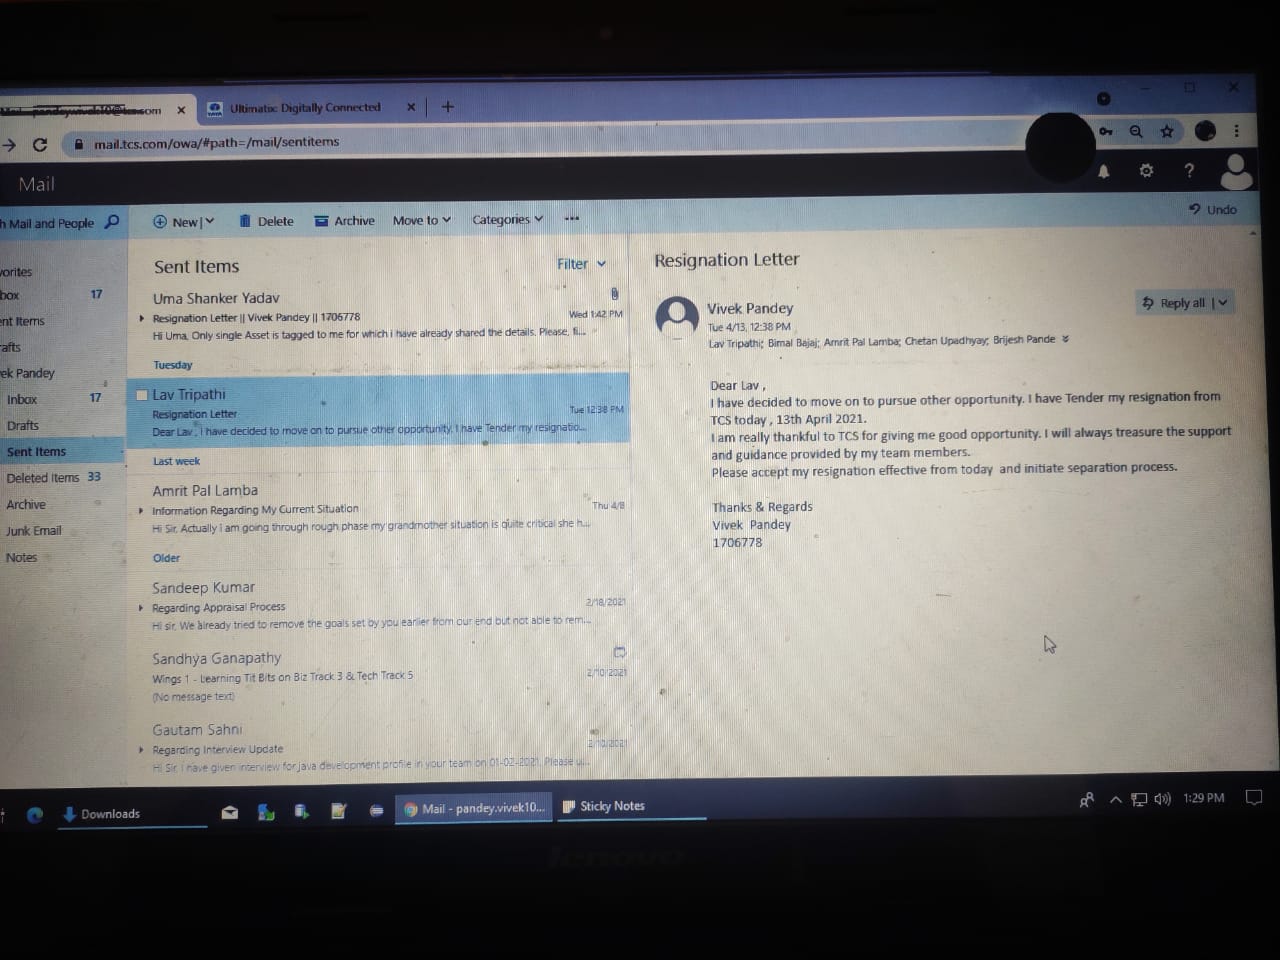 Ultimatix: Digitally Connected
mail.tcs.com/owa/#path=/mail/sentitems
Mail
h Mail and People
New
Delete
Archive
Move to
Categories
Undo
vorites
box 17
ent Items
rafts
ek Pandey
Inbox 17
Drafts
Sent Items
Deleted Items 33
Archive
Junk Email
Notes
Sent Items
Filter
Uma Shanker Yadav
Resignation Letter || Vivek Pandey || 1706778
Wed 1:42 PM
Hi Uma, Only single Asset is tagged to me for which i have already shared the details. Please, fi...
Tuesday
Lav Tripathi
Resignation Letter
Tue 12:38 PM
Dear Lav , I have decided to move on to pursue other opportunity. I have Tender my resignatio...
Last week
Amrit Pal Lamba
Information Regarding My Current Situation
Thu 4/8
Hi Sir, Actually i am going through rough phase my grandmother situation is quite critical she h...
Older
Sandeep Kumar
Regarding Appraisal Process
2/18/2021
Hi sir, We already tried to remove the goals set by you earlier from our end but not able to rem...
Sandhya Ganapathy
Wings 1 - Learning Tit Bits on Biz Track 3 & Tech Track 5
2/10/2021
(No message text)
Gautam Sahni
Regarding Interview Update
2/10/2021
Hi Sir, i have given interview for java development profile in your team on 01-02-2021. Please u...
Resignation Letter
Vivek Pandey
Tue 4/13, 12:38 PM
Lav Tripathi; Bimal Bajaj; Amrit Pal Lamba; Chetan Upadhyay; Brijesh Pande
Reply all
Dear Lav ,
I have decided to move on to pursue other opportunity. I have Tender my resignation from
TCS today , 13th April 2021.
I am really thankful to TCS for giving me good opportunity. I will always treasure the support
and guidance provided by my team members.
Please accept my resignation effective from today and initiate separation process.
Thanks & Regards
Vivek Pandey
1706778
Downloads
Mail - pandey.vivek10...
Sticky Notes
1:29 PM
lenovo